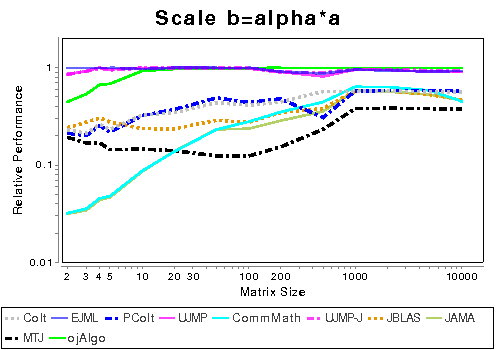 Scale b=alpha*a
Relative Performance
1
0.1
0.01
2 3 4 5 10 20 30 100 200 1000 10000
Matrix Size
Colt EJML PColt UJMP CommMath UJMP-J JBLAS JAMA
MTJ ojAlgo